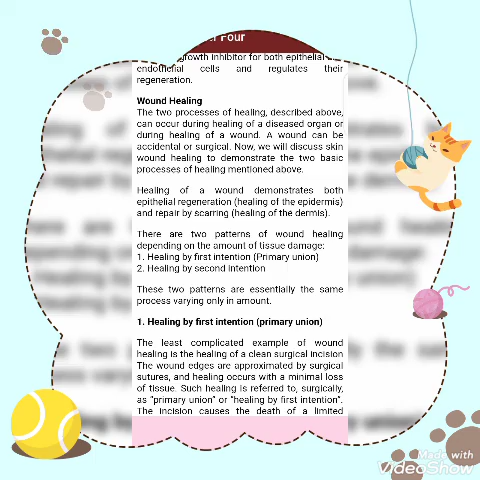 Four
growth inhibitor for both epithelial
endothelial cells and regulates their
regeneration.
Wound Healing
The two processes of healing, described above,
can occur during healing of a diseased organ or
during healing of a wound. A wound can be
accidental or surgical. Now, we will discuss skin
wound healing to demonstrate the two basic
processes of healing mentioned above.
Healing of a wound demonstrates both
epithelial regeneration (healing of the epidermis)
and repair by scarring (healing of the dermis).
There are two patterns of wound healing
depending on the amount of tissue damage:
1. Healing by first intention (Primary union)
2. Healing by second intention
These two patterns are essentially the same
process varying only in amount.
1. Healing by first intention (primary union)
The least complicated example of wound
healing is the healing of a clean surgical incision
The wound edges are approximated by surgical
sutures, and healing occurs with a minimal loss
of tissue. Such healing is referred to, surgically,
as “primary union” or “healing by first intention”.
The incision causes the death of a limited
Made with
VideoShow